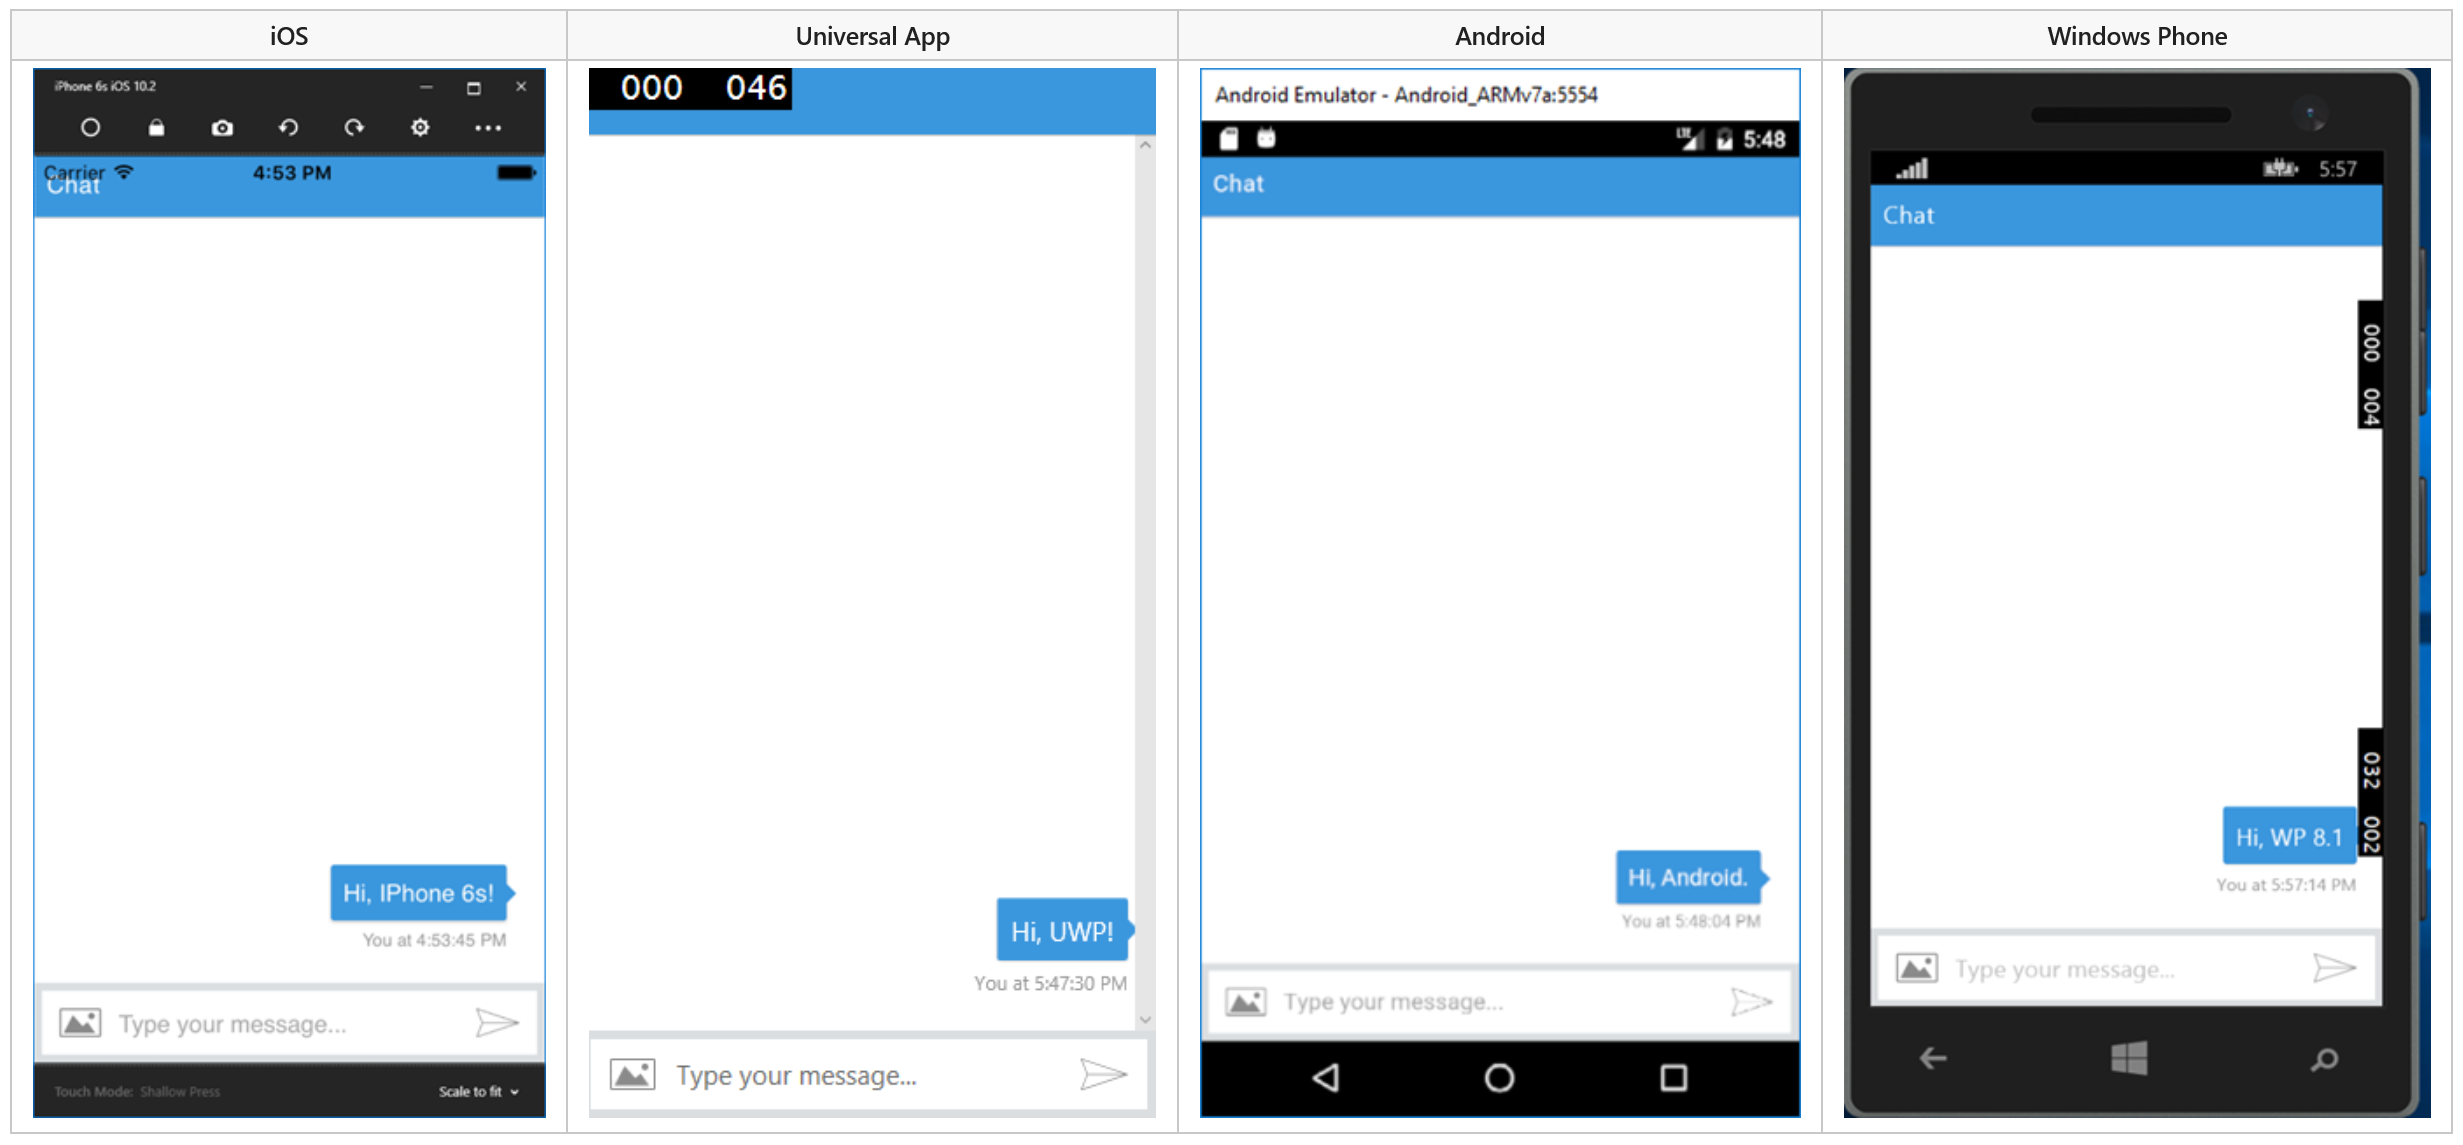 iOS
Universal App
Android
Windows Phone
iPhone 6s iOS 10.2
Carrier
4:53 PM
Chat
Hi, IPhone 6s!
You at 4:53:45 PM
Type your message...
Touch Mode: Shallow Press
Scale to fit
000 046
Hi, UWP!
You at 5:47:30 PM
Type your message...
Android Emulator - Android_ARMv7a:5554
LTE
5:48
Chat
Hi, Android.
You at 5:48:04 PM
Type your message...
5:57
Chat
000 004
032 002
Hi, WP 8.1
You at 5:57:14 PM
Type your message...